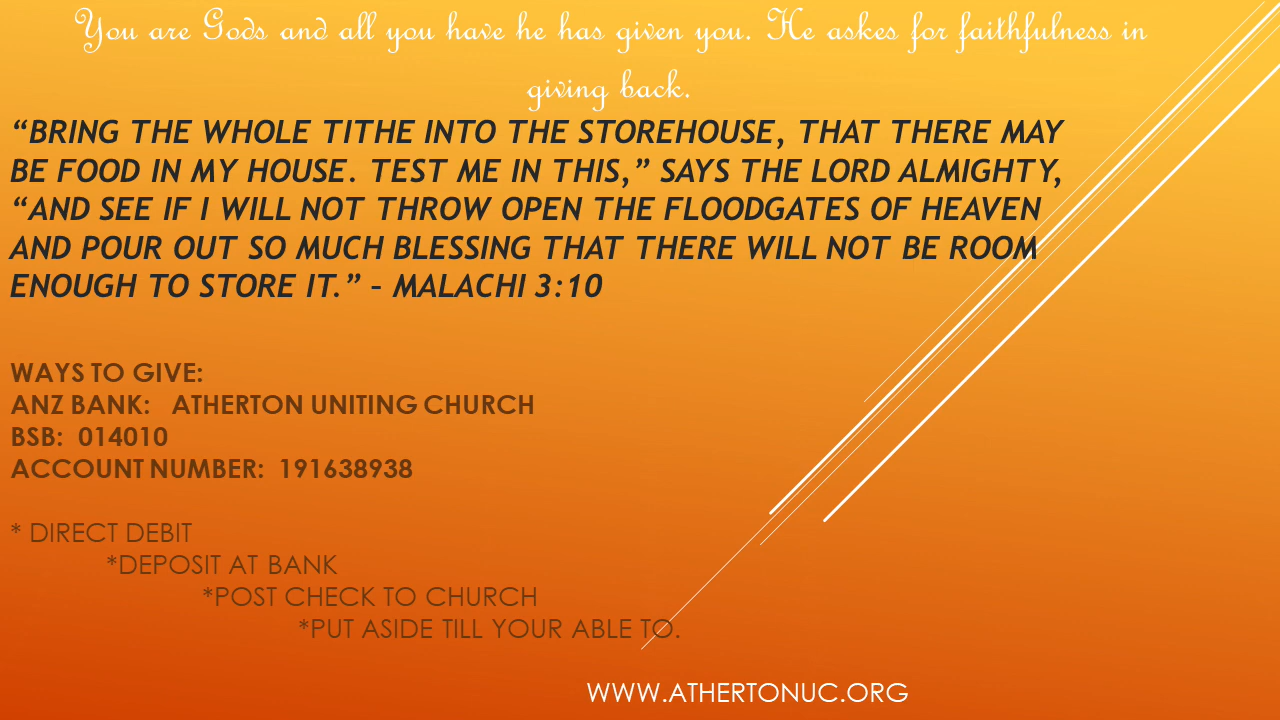 You are Gods and all you have he has given you. He askes for faithfulness in
giving back.
“BRING THE WHOLE TITHE INTO THE STOREHOUSE, THAT THERE MAY
BE FOOD IN MY HOUSE. TEST ME IN THIS,” SAYS THE LORD ALMIGHTY,
“AND SEE IF I WILL NOT THROW OPEN THE FLOODGATES OF HEAVEN
AND POUR OUT SO MUCH BLESSING THAT THERE WILL NOT BE ROOM
ENOUGH TO STORE IT.” – MALACHI 3:10
WAYS TO GIVE:
ANZ BANK: ATHERTON UNITING CHURCH
BSB: 014010
ACCOUNT NUMBER: 191638938
* DIRECT DEBIT
*DEPOSIT AT BANK
*POST CHECK TO CHURCH
*PUT ASIDE TILL YOUR ABLE TO.
WWW.ATHERTONUC.ORG